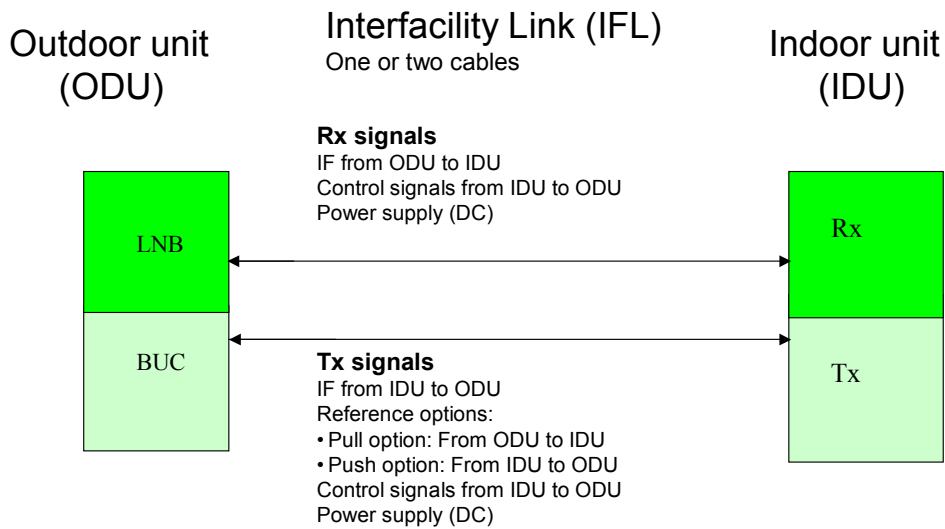 Outdoor unit
(ODU)
Interfacility Link (IFL)
One or two cables
Indoor unit
(IDU)
Rx signals
IF from ODU to IDU
Control signals from IDU to ODU
Power supply (DC)
LNB
Rx
BUC
Tx
Tx signals
IF from IDU to ODU
Reference options:
• Pull option: From ODU to IDU
• Push option: From IDU to ODU
Control signals from IDU to ODU
Power supply (DC)